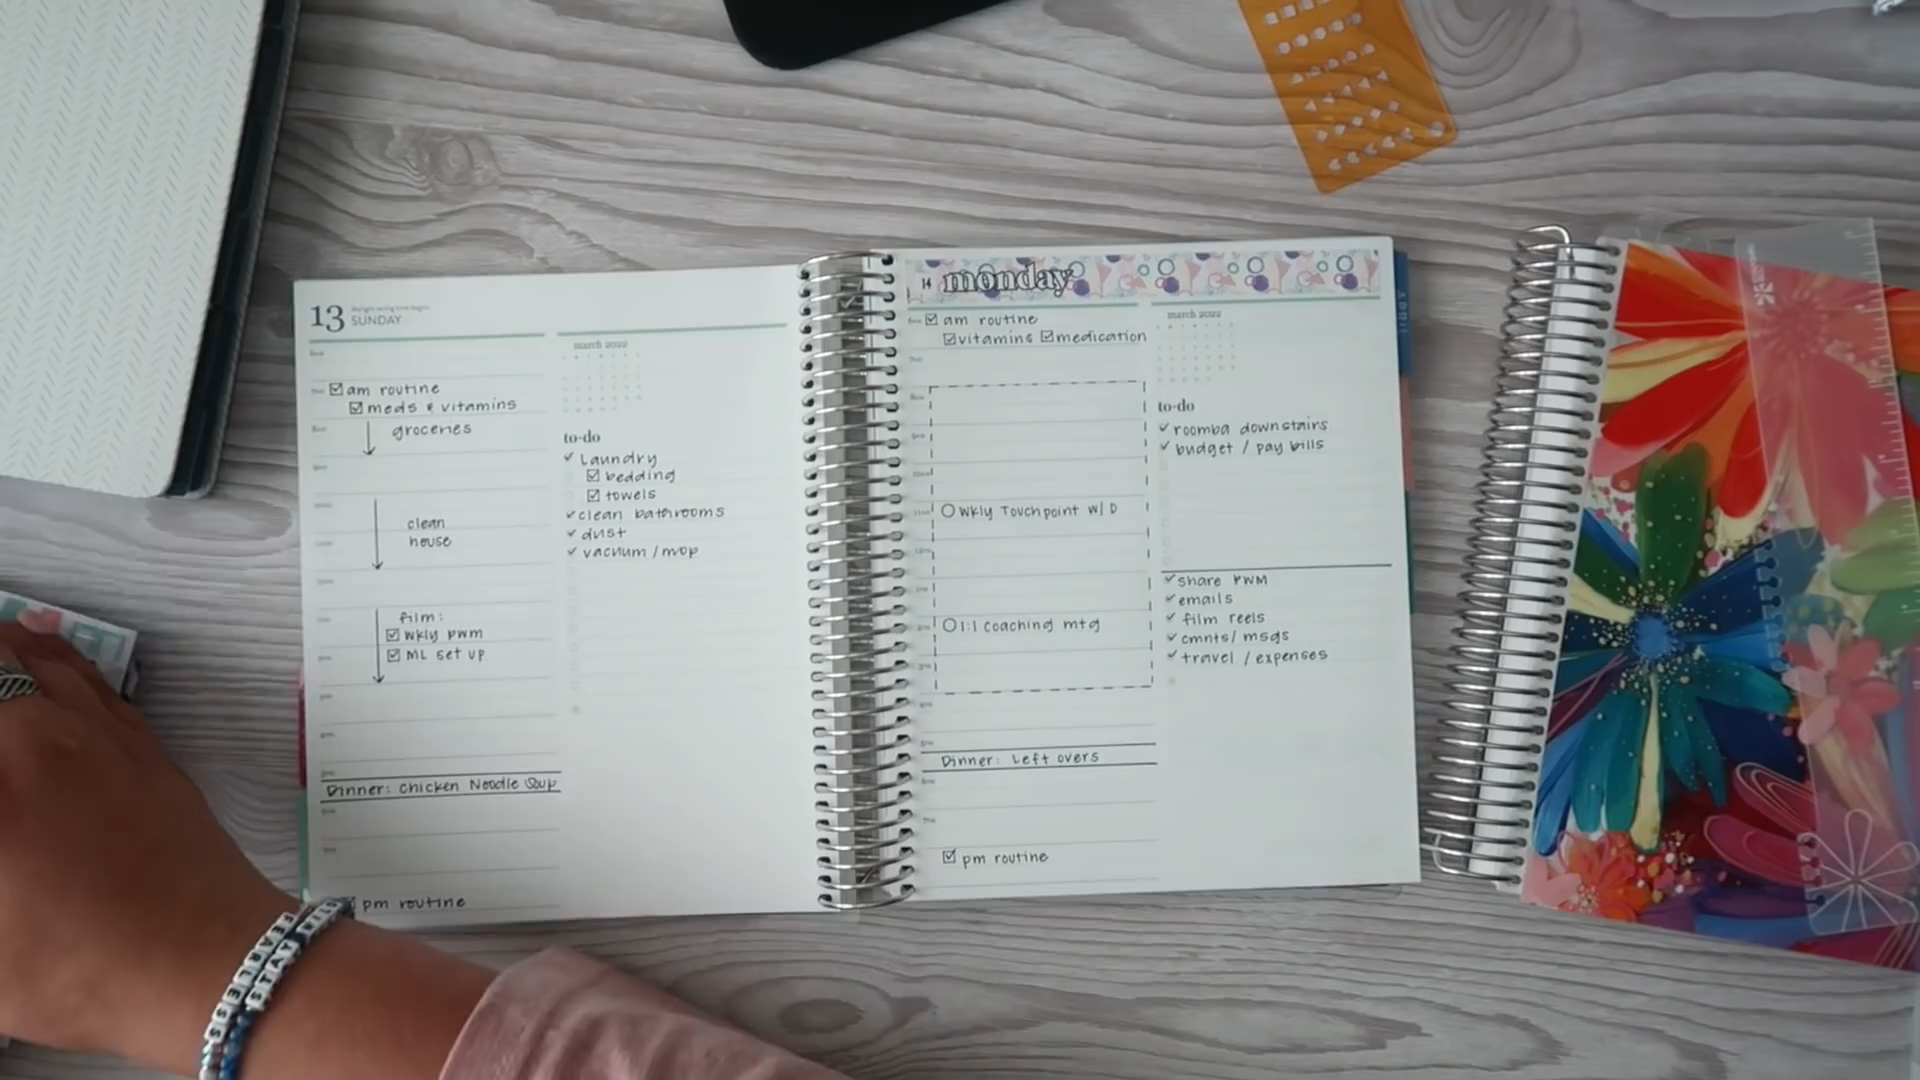 13
SUNDAY
march 2022
am routine
meds & vitamins
groceries
clean
house
film:
wkly pwm
ML set up
Dinner: Chicken Noodle Soup
pm routine
to-do
Laundry
bedding
towels
clean bathrooms
dust
vacuum / mop
14 monday
am routine
vitamins medication
Wkly Touchpoint w/ D
1:1 coaching mtg
Dinner: Left overs
pm routine
march 2022
to-do
roomba downstairs
budget / pay bills
share PWM
emails
film reels
cmnts/ msgs
travel / expenses
FEARLESS
STAY